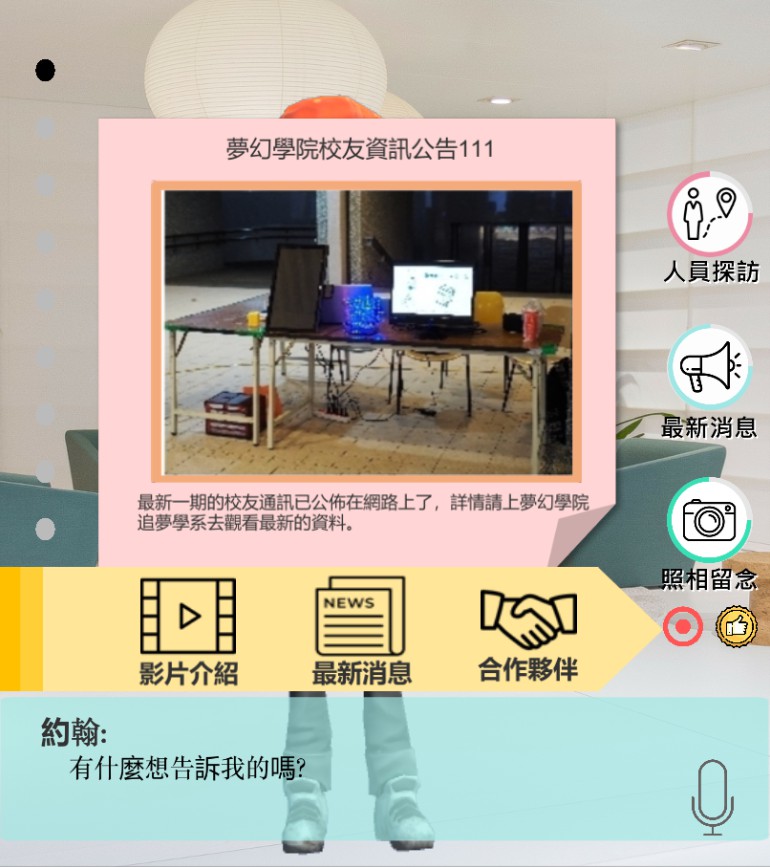 夢幻學院校友資訊公告111
人員探訪
最新消息
最新一期的校友通訊已公佈在網路上了，詳情請上夢幻學院
追夢學系去觀看最新的資料。
照相留念
NEWS
影片介紹
最新消息
合作夥伴
約翰:
有什麼想告訴我的嗎?